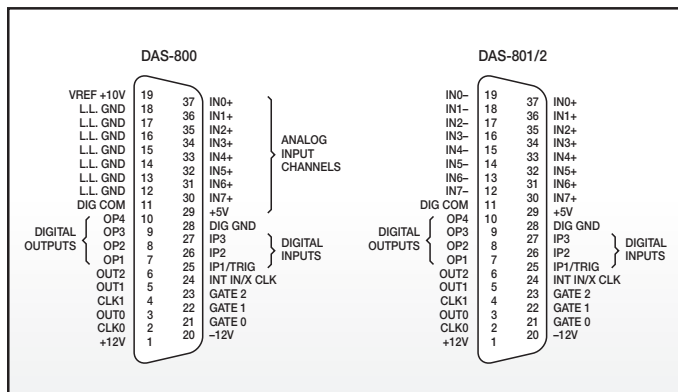 DAS-800
VREF +10V 19
L.L. GND 18
L.L. GND 17
L.L. GND 16
L.L. GND 15
L.L. GND 14
L.L. GND 13
L.L. GND 12
DIG COM 11
OP4 10
OP3 9
OP2 8
OP1 7
OUT2 6
OUT1 5
CLK1 4
OUT0 3
CLK0 2
+12V 1
DIGITAL
OUTPUTS
37 IN0+
36 IN1+
35 IN2+
34 IN3+
33 IN4+
32 IN5+
31 IN6+
30 IN7+
29 +5V
28 DIG GND
27 IP3
26 IP2
25 IP1/TRIG
24 INT IN/X CLK
23 GATE 2
22 GATE 1
21 GATE 0
20 –12V
ANALOG
INPUT
CHANNELS
DIGITAL
INPUTS
DAS-801/2
IN0– 19
IN1– 18
IN2– 17
IN3– 16
IN4– 15
IN5– 14
IN6– 13
IN7– 12
DIG COM 11
OP4 10
OP3 9
OP2 8
OP1 7
OUT2 6
OUT1 5
CLK1 4
OUT0 3
CLK0 2
+12V 1
DIGITAL
OUTPUTS
37 IN0+
36 IN1+
35 IN2+
34 IN3+
33 IN4+
32 IN5+
31 IN6+
30 IN7+
29 +5V
28 DIG GND
27 IP3
26 IP2
25 IP1/TRIG
24 INT IN/X CLK
23 GATE 2
22 GATE 1
21 GATE 0
20 –12V
DIGITAL
INPUTS